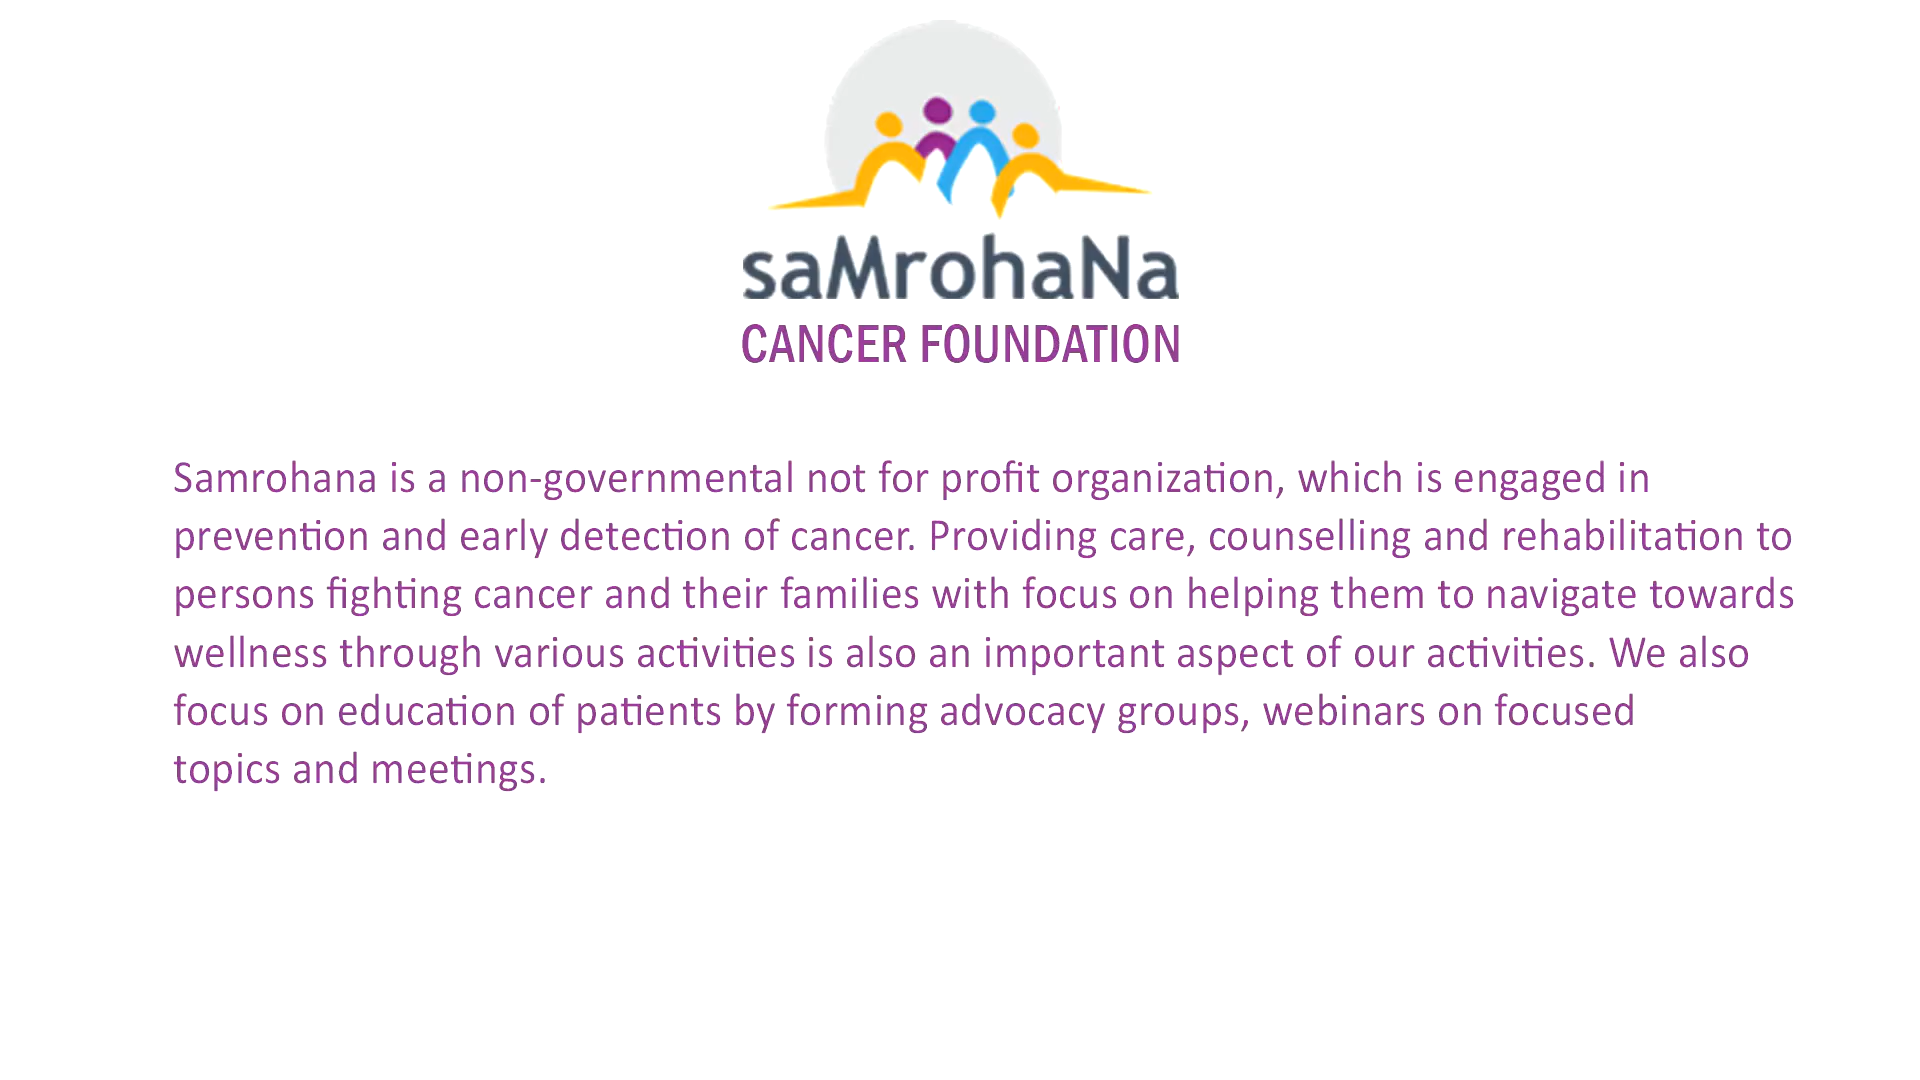 saMrohaNa
CANCER FOUNDATION
Samrohana is a non-governmental not for profit organization, which is engaged in
prevention and early detection of cancer. Providing care, counselling and rehabilitation to
persons fighting cancer and their families with focus on helping them to navigate towards
wellness through various activities is also an important aspect of our activities. We also
focus on education of patients by forming advocacy groups, webinars on focused
topics and meetings.